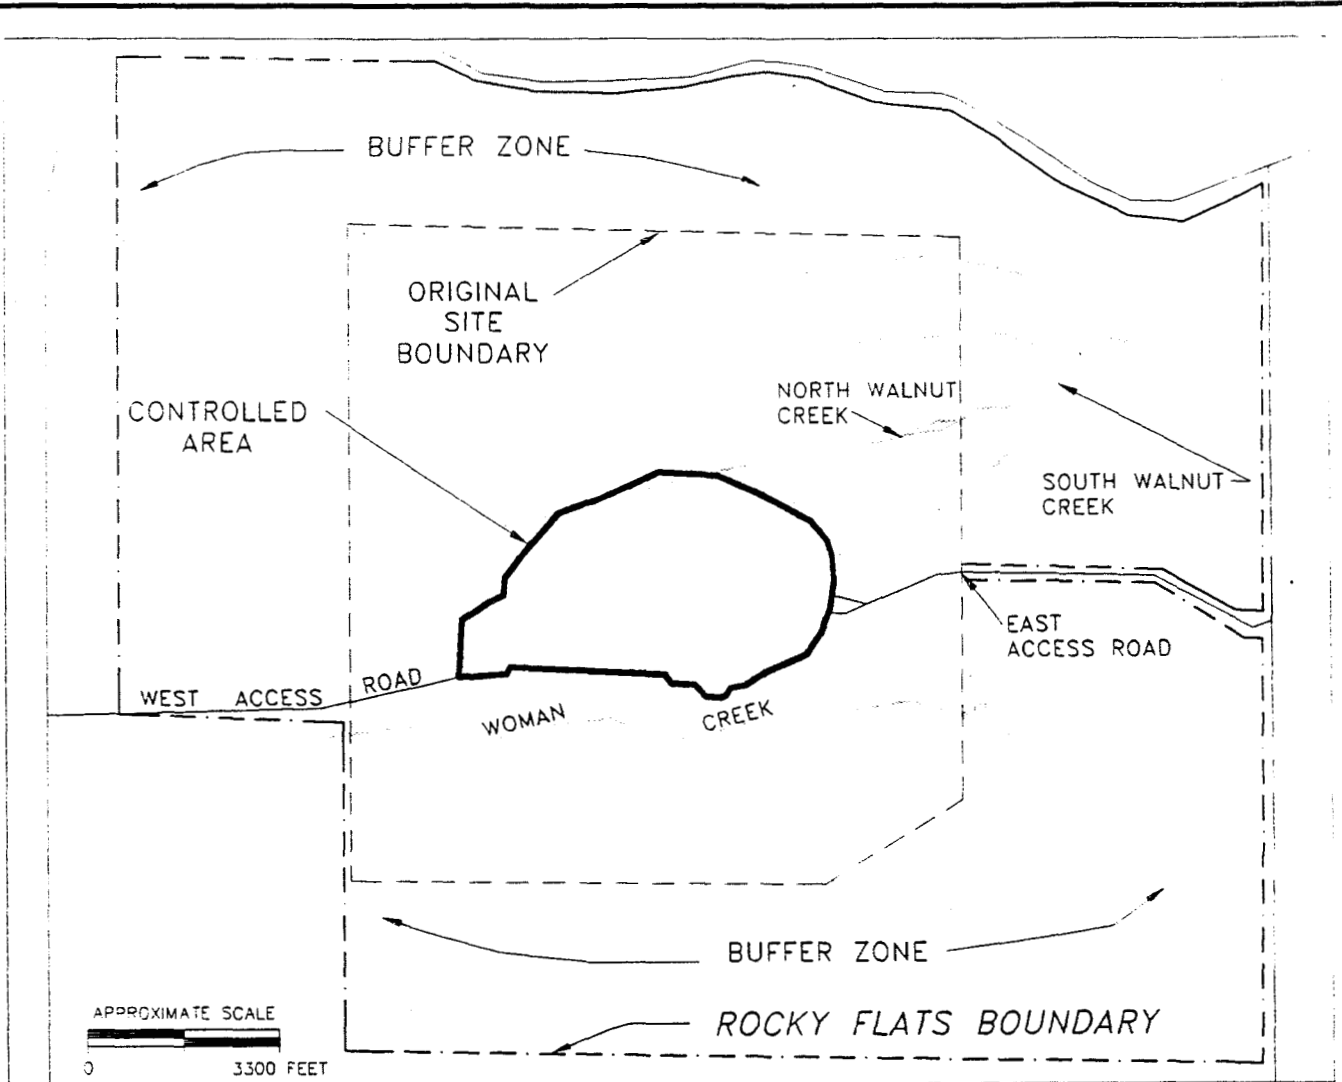 BUFFER ZONE
ORIGINAL
SITE
BOUNDARY
NORTH WALNUT
CREEK
CONTROLLED
AREA
SOUTH WALNUT
CREEK
EAST
ACCESS ROAD
WEST ACCESS ROAD
WOMAN CREEK
BUFFER ZONE
APPROXIMATE SCALE
ROCKY FLATS BOUNDARY
0 3300 FEET